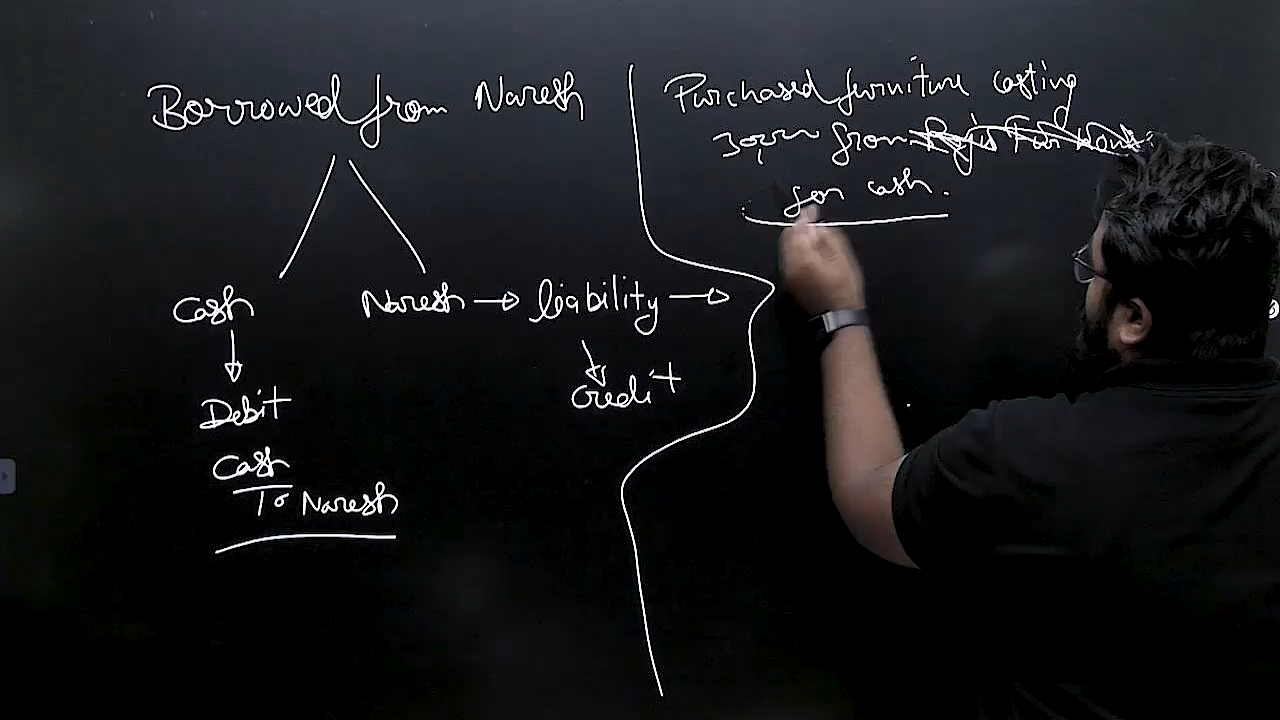 Borrowed from Naresh
Cash
Naresh → liability →
Debit
credit
Cash
To Naresh
Purchased furniture costing
from
for cash.